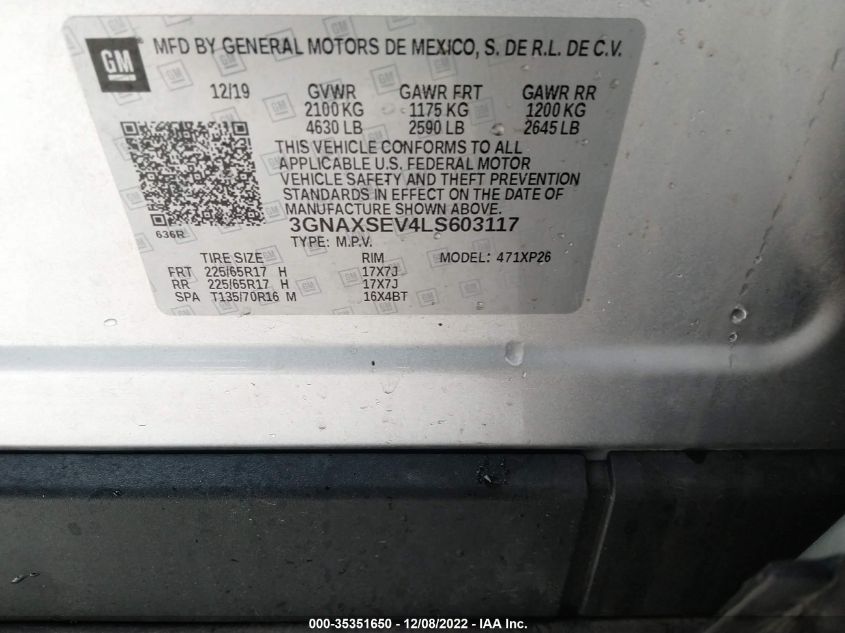 GM
MFD BY GENERAL MOTORS DE MEXICO, S. DE R.L. DE C.V.
12/19 GVWR GAWR FRT GAWR RR
2100 KG 1175 KG 1200 KG
4630 LB 2590 LB 2645 LB
THIS VEHICLE CONFORMS TO ALL
APPLICABLE U.S. FEDERAL MOTOR
VEHICLE SAFETY AND THEFT PREVENTION
STANDARDS IN EFFECT ON THE DATE OF
MANUFACTURE SHOWN ABOVE.
3GNAXSEV4LS603117
636R
TYPE: M.P.V.
TIRE SIZE RIM MODEL: 471XP26
FRT 225/65R17 H 17X7J
RR 225/65R17 H 17X7J
SPA T135/70R16 M 16X4BT
000-35351650 - 12/08/2022 - IAA Inc.